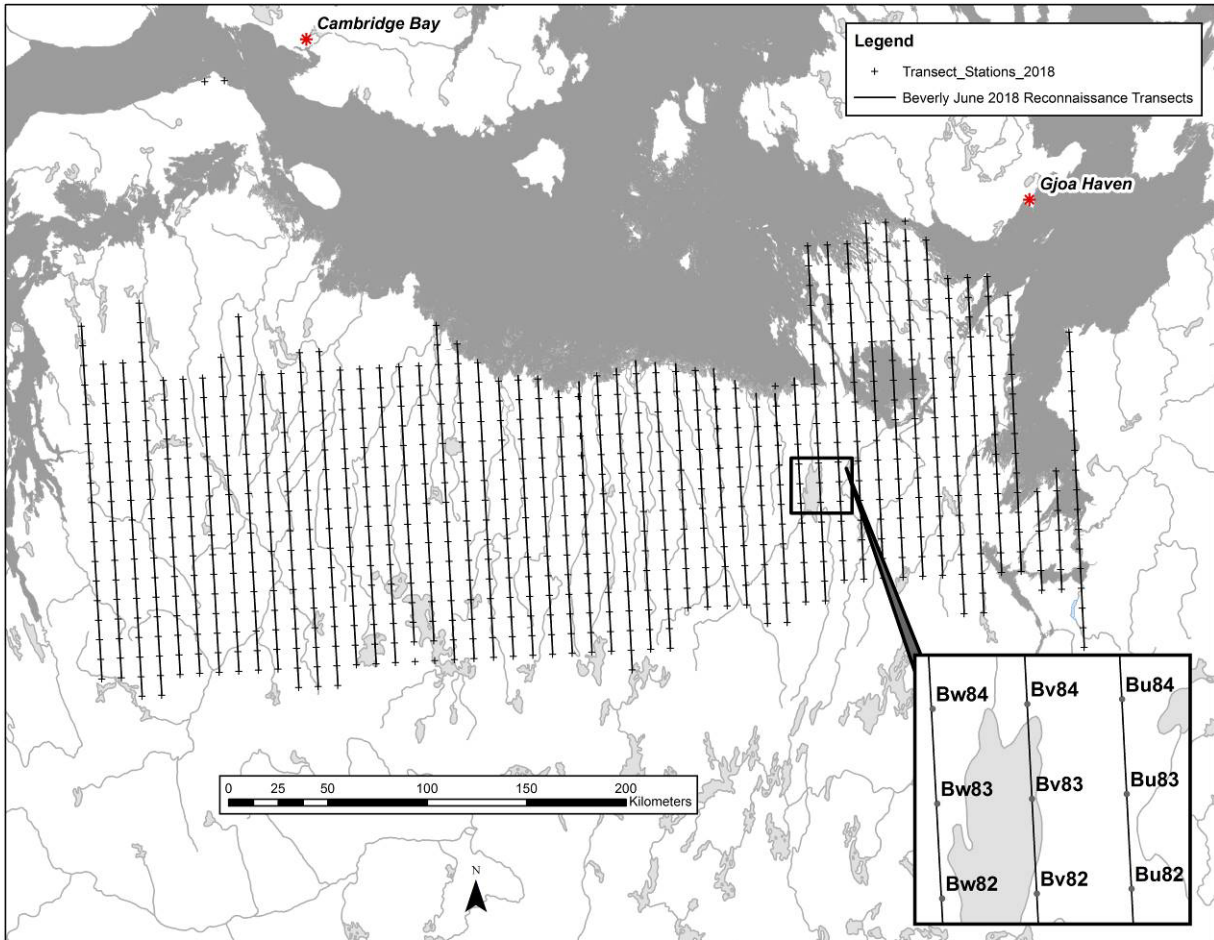 Cambridge Bay
Legend
Transect_Stations_2018
Beverly June 2018 Reconnaissance Transects
Gjoa Haven
Bw84
Bv84
Bu84
Bw83
Bv83
Bu83
Bw82
Bv82
Bu82
0 25 50 100 150 200
Kilometers
N